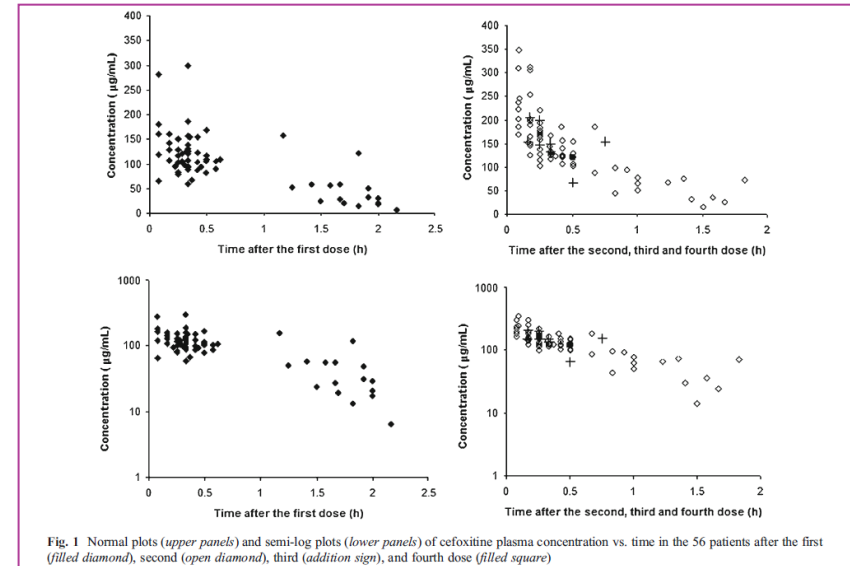 400
350
300
250
200
150
100
50
0
Concentration ( µg/mL)
0 0.5 1 1.5 2 2.5
Time after the first dose (h)
400
350
300
250
200
150
100
50
0
Concentration ( µg/mL)
0 0.5 1 1.5 2
Time after the second, third and fourth dose (h)
1000
100
10
1
Concentration ( µg/mL)
0 0.5 1 1.5 2 2.5
Time after the first dose (h)
1000
100
10
1
Concentration ( µg/mL)
0 0.5 1 1.5 2
Time after the second, third and fourth dose (h)
Fig. 1 Normal plots (upper panels) and semi-log plots (lower panels) of cefoxitine plasma concentration vs. time in the 56 patients after the first
(filled diamond), second (open diamond), third (addition sign), and fourth dose (filled square)